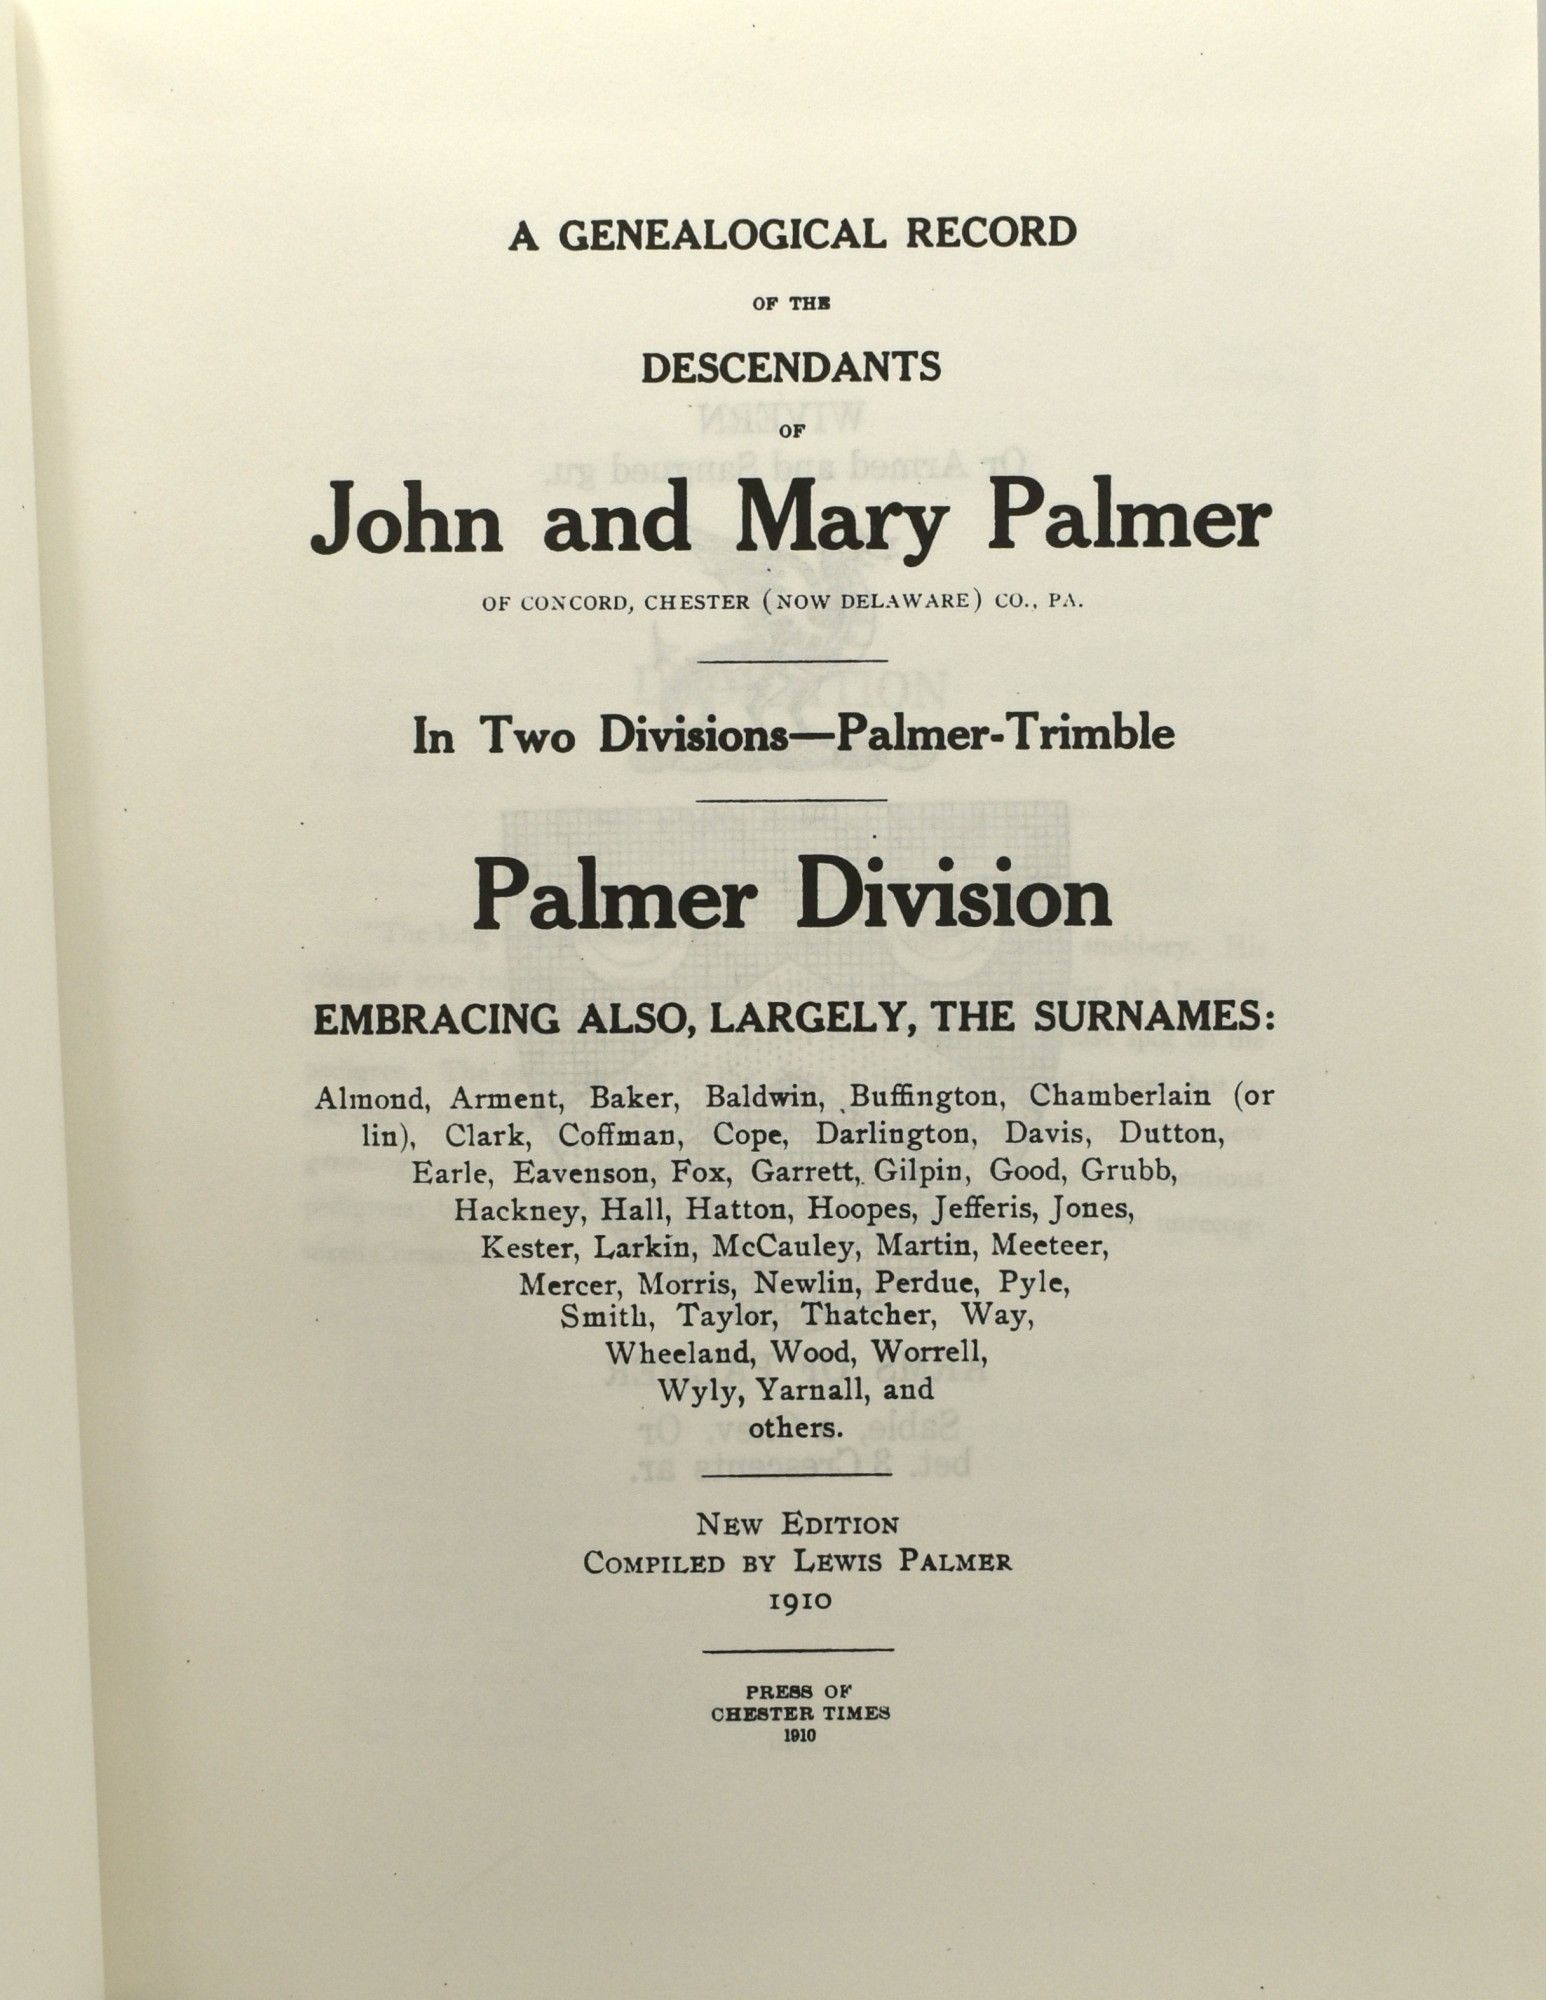 A GENEALOGICAL RECORD
OF THE
DESCENDANTS
OF
John and Mary Palmer
OF CONCORD, CHESTER (NOW DELAWARE) CO., PA.
In Two Divisions—Palmer-Trimble
Palmer Division
EMBRACING ALSO, LARGELY, THE SURNAMES:
Almond, Arment, Baker, Baldwin, Buffington, Chamberlain (or
lin), Clark, Coffman, Cope, Darlington, Davis, Dutton,
Earle, Eavenson, Fox, Garrett, Gilpin, Good, Grubb,
Hackney, Hall, Hatton, Hoopes, Jefferis, Jones,
Kester, Larkin, McCauley, Martin, Meeteer,
Mercer, Morris, Newlin, Perdue, Pyle,
Smith, Taylor, Thatcher, Way,
Wheeland, Wood, Worrell,
Wyly, Yarnall, and
others.
NEW EDITION
COMPILED BY LEWIS PALMER
1910
PRESS OF
CHESTER TIMES
1910